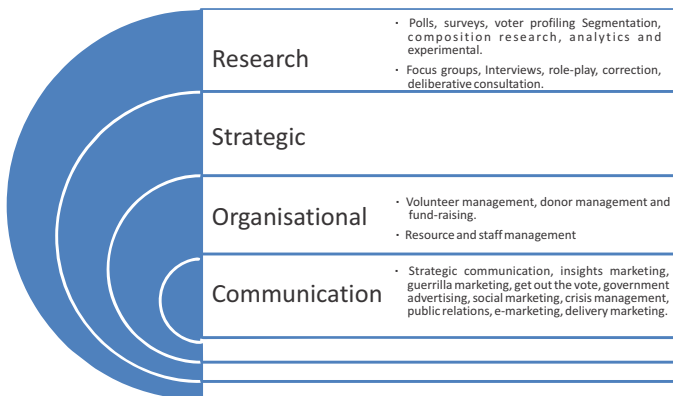 Research
· Polls, surveys, voter profiling Segmentation,
composition research, analytics and
experimental.
· Focus groups, Interviews, role-play, correction,
deliberative consultation.
Strategic
Organisational
· Volunteer management, donor management and
fund-raising.
· Resource and staff management
Communication
· Strategic communication, insights marketing,
guerrilla marketing, get out the vote, government
advertising, social marketing, crisis management,
public relations, e-marketing, delivery marketing.